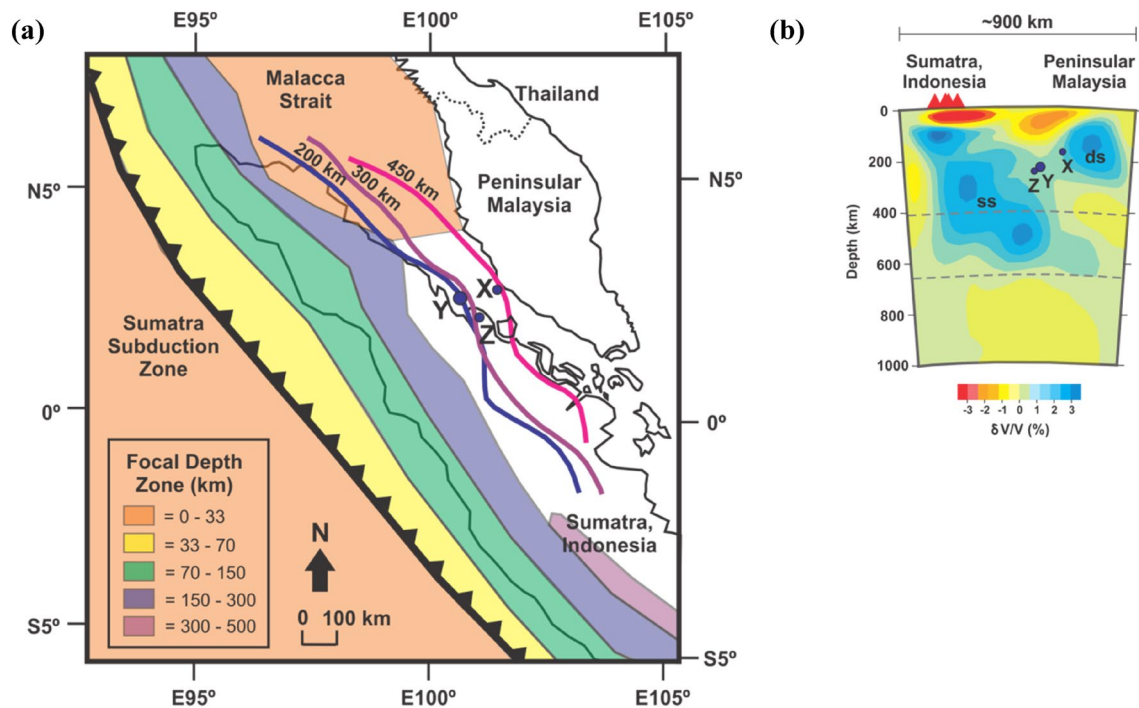 (a)
E95º
E100º
E105º
Malacca
Strait
Thailand
200 km
300 km
450 km
N5º
N5º
Peninsular
Malaysia
X
Y
Z
Sumatra
Subduction
Zone
0º
0º
Focal Depth
Zone (km)
= 0 - 33
= 33 - 70
= 70 - 150
= 150 - 300
= 300 - 500
N
0 100 km
Sumatra,
Indonesia
S5º
S5º
E95º
E100º
E105º
(b)
~900 km
Sumatra,
Indonesia
Peninsular
Malaysia
0
200
400
600
800
1000
Depth (km)
ds
X
Z Y
ss
-3 -2 -1 0 1 2 3
δ V/V (%)